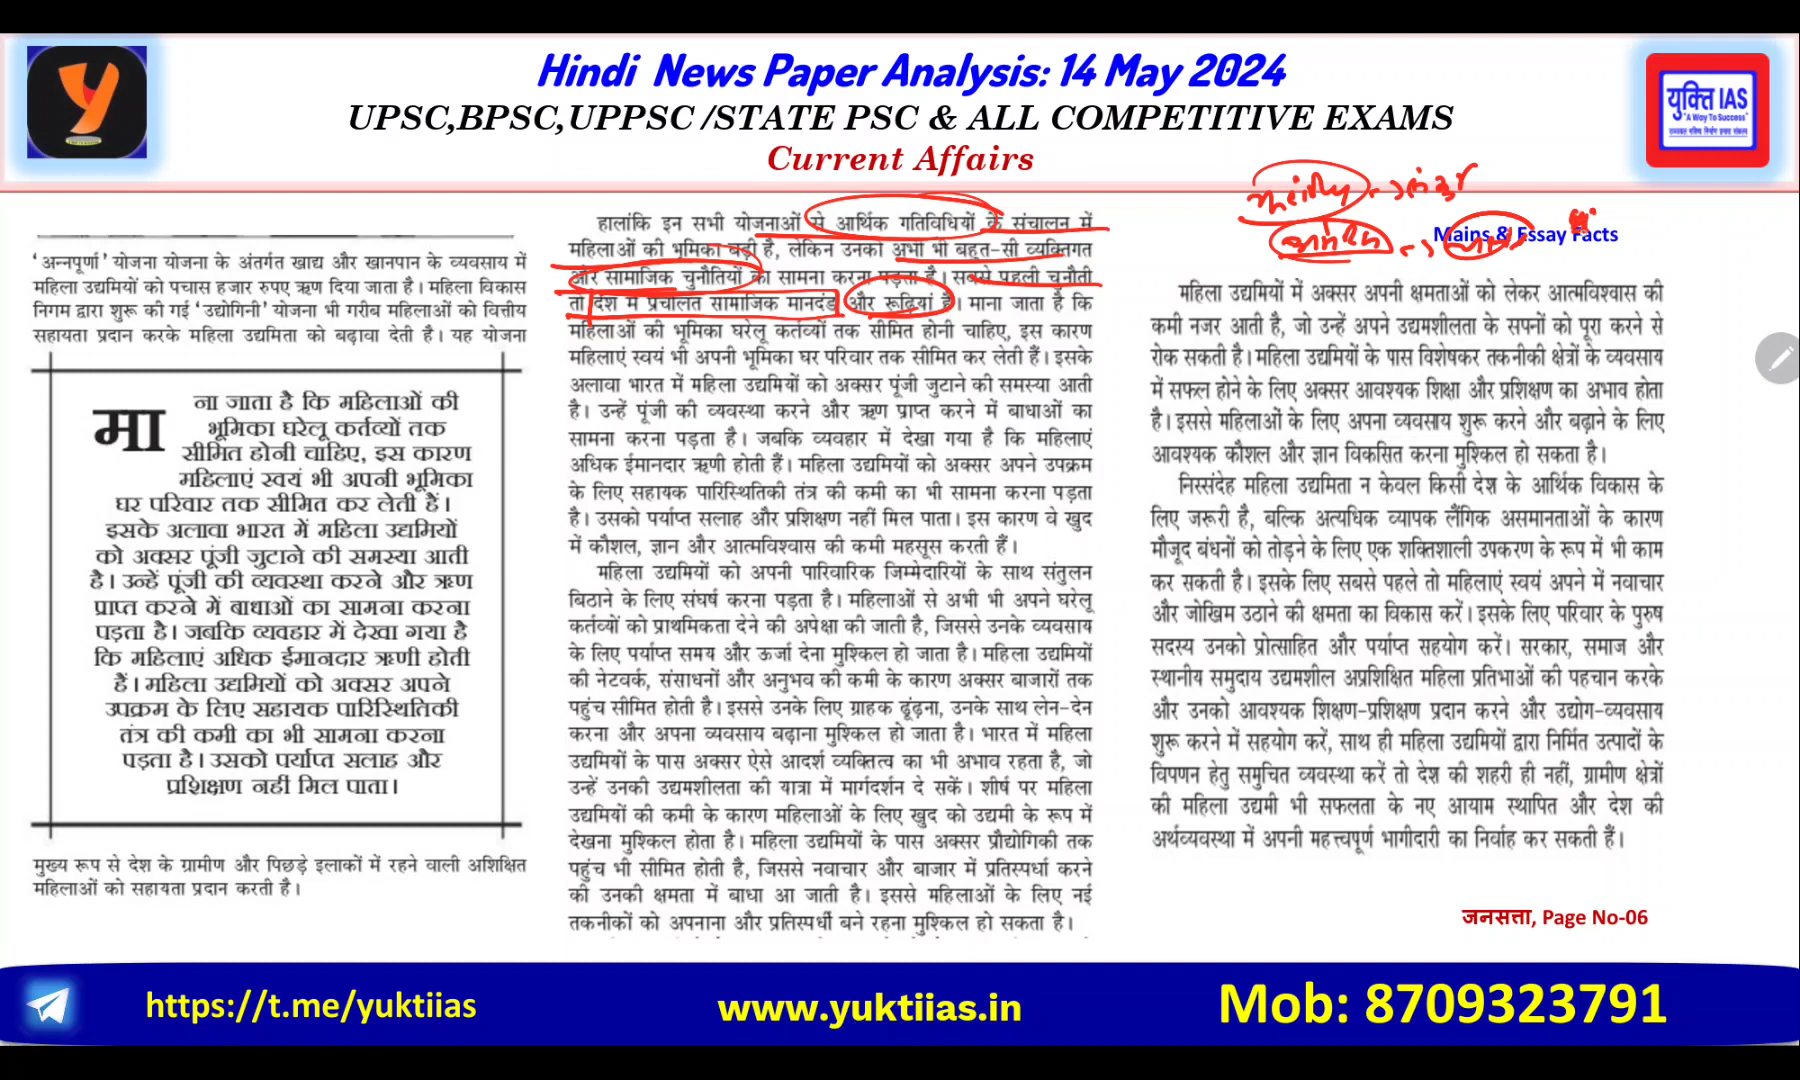 Hindi News Paper Analysis: 14 May 2024
UPSC,BPSC,UPPSC /STATE PSC & ALL COMPETITIVE EXAMS
Current Affairs
युक्ति IAS
"A Way To Success"
Mains & Essay Facts
'अन्नपूर्णा' योजना योजना के अंतर्गत खाद्य और खानपान के व्यवसाय में
महिला उद्यमियों को पचास हजार रुपए ऋण दिया जाता है। महिला विकास
निगम द्वारा शुरू की गई 'उद्योगिनी' योजना भी गरीब महिलाओं को वित्तीय
सहायता प्रदान करके महिला उद्यमिता को बढ़ावा देती है। यह योजना
माना जाता है कि महिलाओं की
भूमिका घरेलू कर्तव्यों तक
सीमित होनी चाहिए, इस कारण
महिलाएं स्वयं भी अपनी भूमिका
घर परिवार तक सीमित कर लेती हैं।
इसके अलावा भारत में महिला उद्यमियों
को अक्सर पूंजी जुटाने की समस्या आती
है। उन्हें पूंजी की व्यवस्था करने और ऋण
प्राप्त करने में बाधाओं का सामना करना
पड़ता है। जबकि व्यवहार में देखा गया है
कि महिलाएं अधिक ईमानदार ऋणी होती
हैं। महिला उद्यमियों को अक्सर अपने
उपक्रम के लिए सहायक पारिस्थितिकी
तंत्र की कमी का भी सामना करना
पड़ता है। उसको पर्याप्त सलाह और
प्रशिक्षण नहीं मिल पाता।
मुख्य रूप से देश के ग्रामीण और पिछड़े इलाकों में रहने वाली अशिक्षित
महिलाओं को सहायता प्रदान करती है।
हालांकि इन सभी योजनाओं से आर्थिक गतिविधियों के संचालन में
महिलाओं की भूमिका बढ़ी है, लेकिन उनका अभी भी बहुत-सी व्यक्तिगत
और सामाजिक चुनौतियों का सामना करना पड़ता है। सबसे पहली चुनौती
तो देश में प्रचलित सामाजिक मानदंड और रूढ़ियां हैं। माना जाता है कि
महिलाओं की भूमिका घरेलू कर्तव्यों तक सीमित होनी चाहिए, इस कारण
महिलाएं स्वयं भी अपनी भूमिका घर परिवार तक सीमित कर लेती हैं। इसके
अलावा भारत में महिला उद्यमियों को अक्सर पूंजी जुटाने की समस्या आती
है। उन्हें पूंजी की व्यवस्था करने और ऋण प्राप्त करने में बाधाओं का
सामना करना पड़ता है। जबकि व्यवहार में देखा गया है कि महिलाएं
अधिक ईमानदार ऋणी होती हैं। महिला उद्यमियों को अक्सर अपने उपक्रम
के लिए सहायक पारिस्थितिकी तंत्र की कमी का भी सामना करना पड़ता
है। उसको पर्याप्त सलाह और प्रशिक्षण नहीं मिल पाता। इस कारण वे खुद
में कौशल, ज्ञान और आत्मविश्वास की कमी महसूस करती हैं।
महिला उद्यमियों को अपनी पारिवारिक जिम्मेदारियों के साथ संतुलन
बिठाने के लिए संघर्ष करना पड़ता है। महिलाओं से अभी भी अपने घरेलू
कर्तव्यों को प्राथमिकता देने की अपेक्षा की जाती है, जिससे उनके व्यवसाय
के लिए पर्याप्त समय और ऊर्जा देना मुश्किल हो जाता है। महिला उद्यमियों
की नेटवर्क, संसाधनों और अनुभव की कमी के कारण अक्सर बाजारों तक
पहुंच सीमित होती है। इससे उनके लिए ग्राहक ढूंढ़ना, उनके साथ लेन-देन
करना और अपना व्यवसाय बढ़ाना मुश्किल हो जाता है। भारत में महिला
उद्यमियों के पास अक्सर ऐसे आदर्श व्यक्तित्व का भी अभाव रहता है, जो
उन्हें उनकी उद्यमशीलता की यात्रा में मार्गदर्शन दे सकें। शीर्ष पर महिला
उद्यमियों की कमी के कारण महिलाओं के लिए खुद को उद्यमी के रूप में
देखना मुश्किल होता है। महिला उद्यमियों के पास अक्सर प्रौद्योगिकी तक
पहुंच भी सीमित होती है, जिससे नवाचार और बाजार में प्रतिस्पर्धा करने
की उनकी क्षमता में बाधा आ जाती है। इससे महिलाओं के लिए नई
तकनीकों को अपनाना और प्रतिस्पर्धी बने रहना मुश्किल हो सकता है।
महिला उद्यमियों में अक्सर अपनी क्षमताओं को लेकर आत्मविश्वास की
कमी नजर आती है, जो उन्हें अपने उद्यमशीलता के सपनों को पूरा करने से
रोक सकती है। महिला उद्यमियों के पास विशेषकर तकनीकी क्षेत्रों के व्यवसाय
में सफल होने के लिए अक्सर आवश्यक शिक्षा और प्रशिक्षण का अभाव होता
है। इससे महिलाओं के लिए अपना व्यवसाय शुरू करने और बढ़ाने के लिए
आवश्यक कौशल और ज्ञान विकसित करना मुश्किल हो सकता है।
निस्संदेह महिला उद्यमिता न केवल किसी देश के आर्थिक विकास के
लिए जरूरी है, बल्कि अत्यधिक व्यापक लैंगिक असमानताओं के कारण
मौजूद बंधनों को तोड़ने के लिए एक शक्तिशाली उपकरण के रूप में भी काम
कर सकती है। इसके लिए सबसे पहले तो महिलाएं स्वयं अपने में नवाचार
और जोखिम उठाने की क्षमता का विकास करें। इसके लिए परिवार के पुरुष
सदस्य उनको प्रोत्साहित और पर्याप्त सहयोग करें। सरकार, समाज और
स्थानीय समुदाय उद्यमशील अप्रशिक्षित महिला प्रतिभाओं की पहचान करके
और उनको आवश्यक शिक्षण-प्रशिक्षण प्रदान करने और उद्योग-व्यवसाय
शुरू करने में सहयोग करें, साथ ही महिला उद्यमियों द्वारा निर्मित उत्पादों के
विपणन हेतु समुचित व्यवस्था करें तो देश की शहरी ही नहीं, ग्रामीण क्षेत्रों
की महिला उद्यमी भी सफलता के नए आयाम स्थापित और देश की
अर्थव्यवस्था में अपनी महत्त्वपूर्ण भागीदारी का निर्वाह कर सकती हैं।
जनसत्ता, Page No-06
https://t.me/yuktiias
www.yuktiias.in
Mob: 8709323791